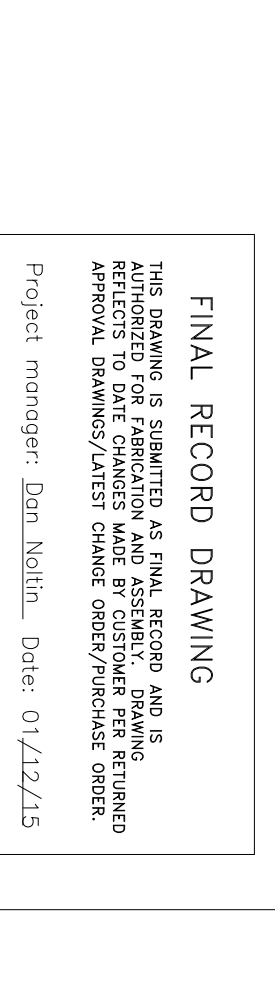 FINAL RECORD DRAWING
THIS DRAWING IS SUBMITTED AS FINAL RECORD AND IS
AUTHORIZED FOR FABRICATION AND ASSEMBLY. DRAWING
REFLECTS TO DATE CHANGES MADE BY CUSTOMER PER RETURNED
APPROVAL DRAWINGS/LATEST CHANGE ORDER/PURCHASE ORDER.
Project manager: Dan Noltin Date: 01/12/15